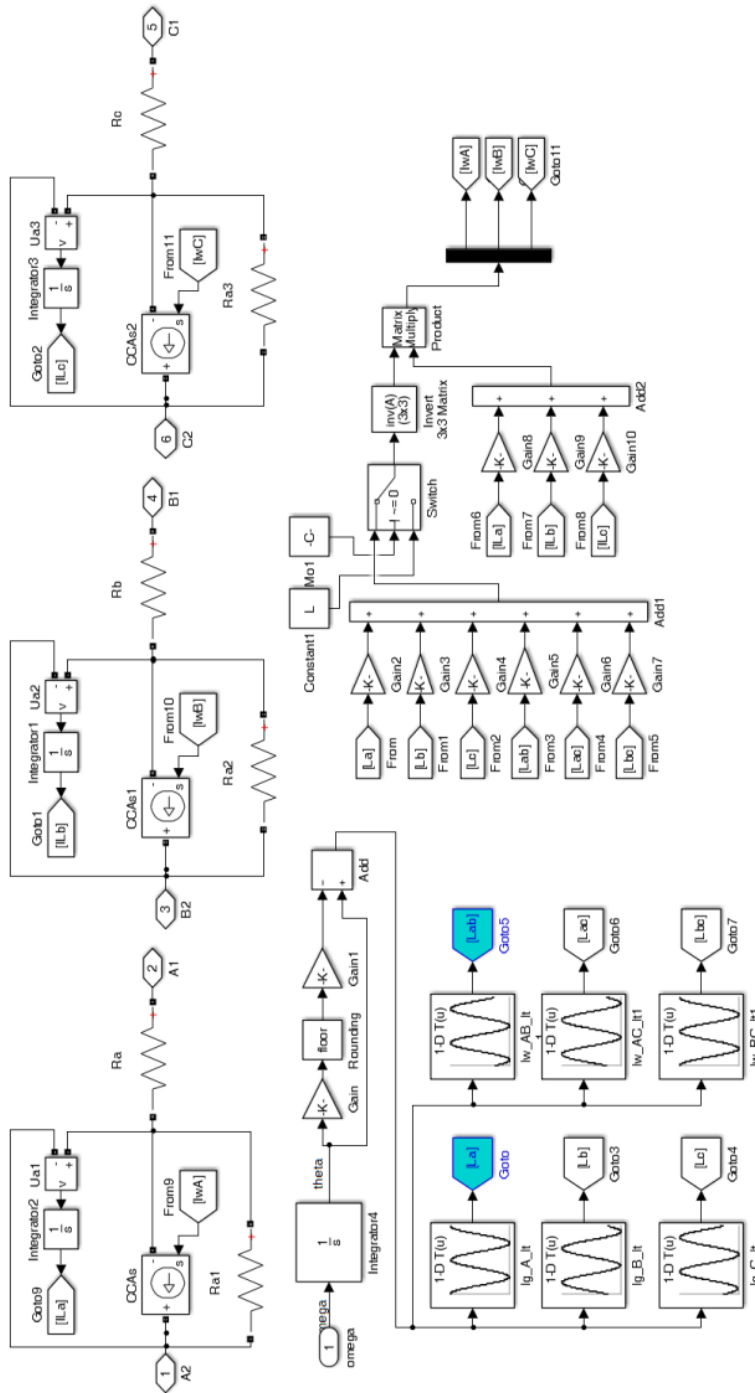 Goto9
[ILa]
Integrator2
1
s
Ua1
v
-
+
CCAs
+
-
s
From9
[IwA]
Ra1
Ra
+
+
1
A2
2
A1
Goto1
[ILb]
Integrator1
1
s
Ua2
v
-
+
CCAs1
+
-
s
From10
[IwB]
Ra2
Rb
+
+
3
B2
4
B1
Goto2
[ILc]
Integrator3
1
s
Ua3
v
-
+
CCAs2
+
-
s
From11
[IwC]
Ra3
Rc
+
+
6
C2
5
C1
1
omega
mega
1
s
Integrator4
theta
-K-
Gain
floor
Rounding
-K-
Gain1
-
+
Add
1-D T(u)
Ig_A_lt
[La]
Goto
1-D T(u)
Ig_B_lt
[Lb]
Goto3
1-D T(u)
[Lc]
Goto4
1-D T(u)
Iw_AB_lt
1
[Lab]
Goto5
1-D T(u)
Iw_AC_lt1
[Lac]
Goto6
1-D T(u)
[Lbc]
Goto7
[La]
From
-K-
Gain2
+
[Lb]
From1
-K-
Gain3
+
[Lc]
From2
-K-
Gain4
+
[Lab]
From3
-K-
Gain5
+
[Lac]
From4
-K-
Gain6
+
[Lbc]
From5
-K-
Gain7
+
Add1
L
Constant1
-C-
Mo1
~= 0
Switch
inv(A)
(3x3)
Invert
3x3 Matrix
Matrix
Multiply
Product
From6
[ILa]
-K-
Gain8
+
From7
[ILb]
-K-
Gain9
+
From8
[ILc]
-K-
Gain10
+
Add2
[IwA]
[IwB]
[IwC]
Goto11